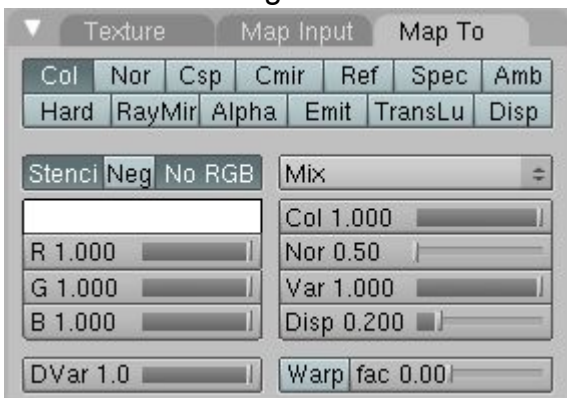 Texture Map Input Map To
Col Nor Csp Cmir Ref Spec Amb
Hard RayMir Alpha Emit TransLu Disp
Stenci Neg No RGB Mix
Col 1.000
R 1.000 Nor 0.50
G 1.000 Var 1.000
B 1.000 Disp 0.200
DVar 1.0 Warp fac 0.00